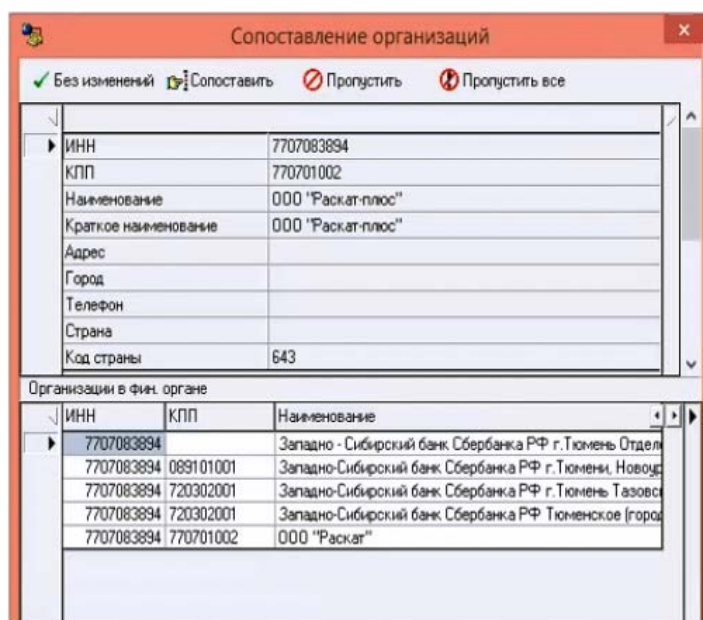 Сопоставление организаций
x
Без изменений Сопоставить Пропустить Пропустить все
ИНН 7707083894
КПП 770701002
Наименование ООО "Раскат-плюс"
Краткое наименование ООО "Раскат-плюс"
Адрес
Город
Телефон
Страна
Код страны 643
Организации в фин. органе
ИНН КПП Наименование
7707083894 Западно - Сибирский банк Сбербанка РФ г.Тюмень Отдел
7707083894 089101001 Западно-Сибирский банк Сбербанка РФ г.Тюмени, Новоур
7707083894 720302001 Западно-Сибирский банк Сбербанка РФ г.Тюмень Тазовс
7707083894 720302001 Западно-Сибирский банк Сбербанка РФ Тюменское (горо
7707083894 770701002 ООО "Раскат"